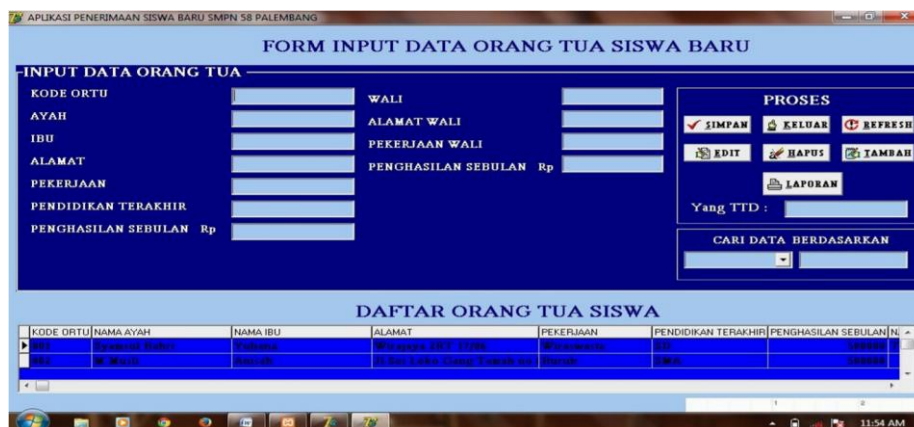 APLIKASI PENERIMAAN SISWA BARU SMPN 58 PALEMBANG
FORM INPUT DATA ORANG TUA SISWA BARU
INPUT DATA ORANG TUA
KODE ORTU
AYAH
IBU
ALAMAT
PEKERJAAN
PENDIDIKAN TERAKHIR
PENGHASILAN SEBULAN Rp
WALI
ALAMAT WALI
PEKERJAAN WALI
PENGHASILAN SEBULAN Rp
PROSES
SIMPAN KELUAR REFRESH
EDIT HAPUS TAMBAH
LAPORAN
Yang TTD :
CARI DATA BERDASARKAN
DAFTAR ORANG TUA SISWA
KODE ORTU NAMA AYAH NAMA IBU ALAMAT PEKERJAAN PENDIDIKAN TERAKHIR PENGHASILAN SEBULAN
1 2
11:54 AM